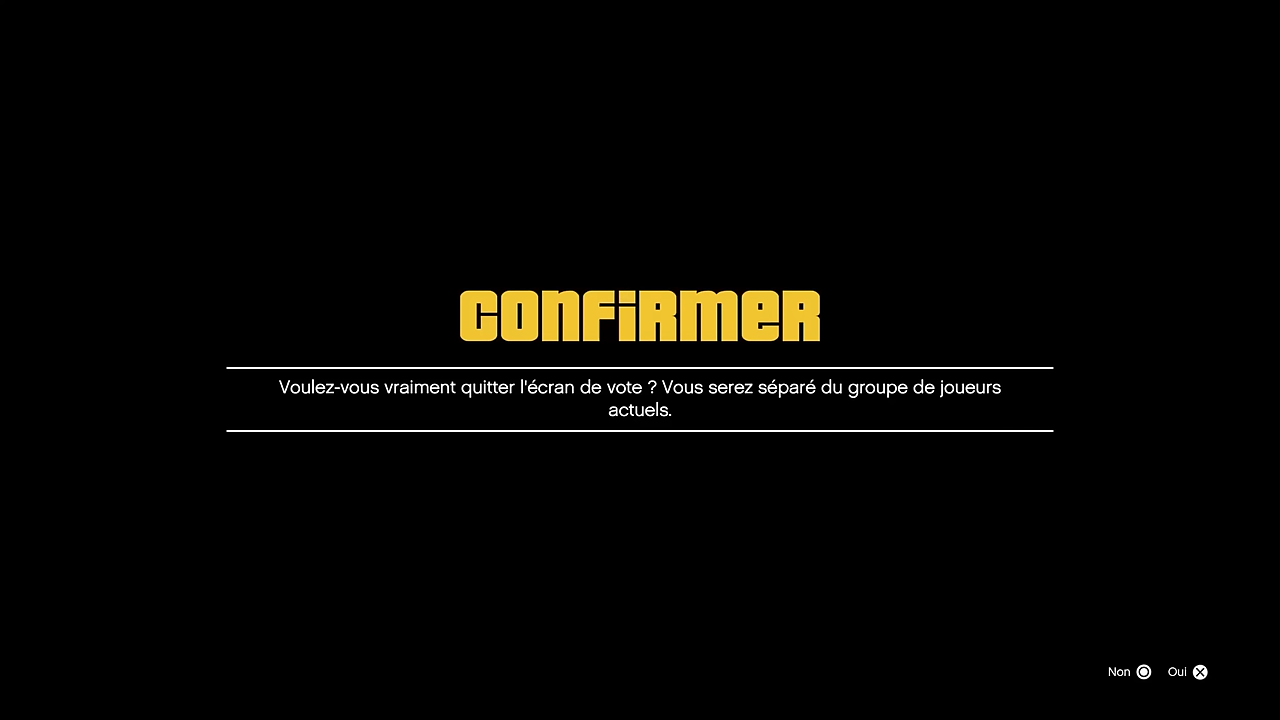 CONFIRMER
Voulez-vous vraiment quitter l'écran de vote ? Vous serez séparé du groupe de joueurs
actuels.
Non Oui